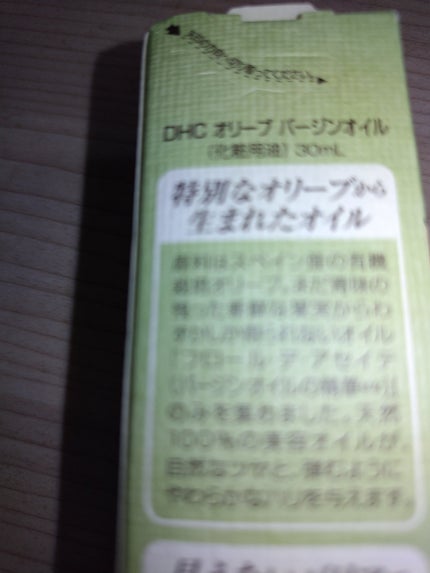 DHC オリーブ バージンオイル
(化粧用油) 30mL
特別なオリーブから
生まれたオイル
原料はスペイン産の有機
栽培オリーブ。まだ青味の
残った新鮮な果実からわ
ずかしか得られないオイル
「フロール・デ・アセイテ
(バージンオイルの精華
のみを集めました。天然
100%の美容オイルが、
自然なツヤと、弾むように
やわらかなハリを与えます。